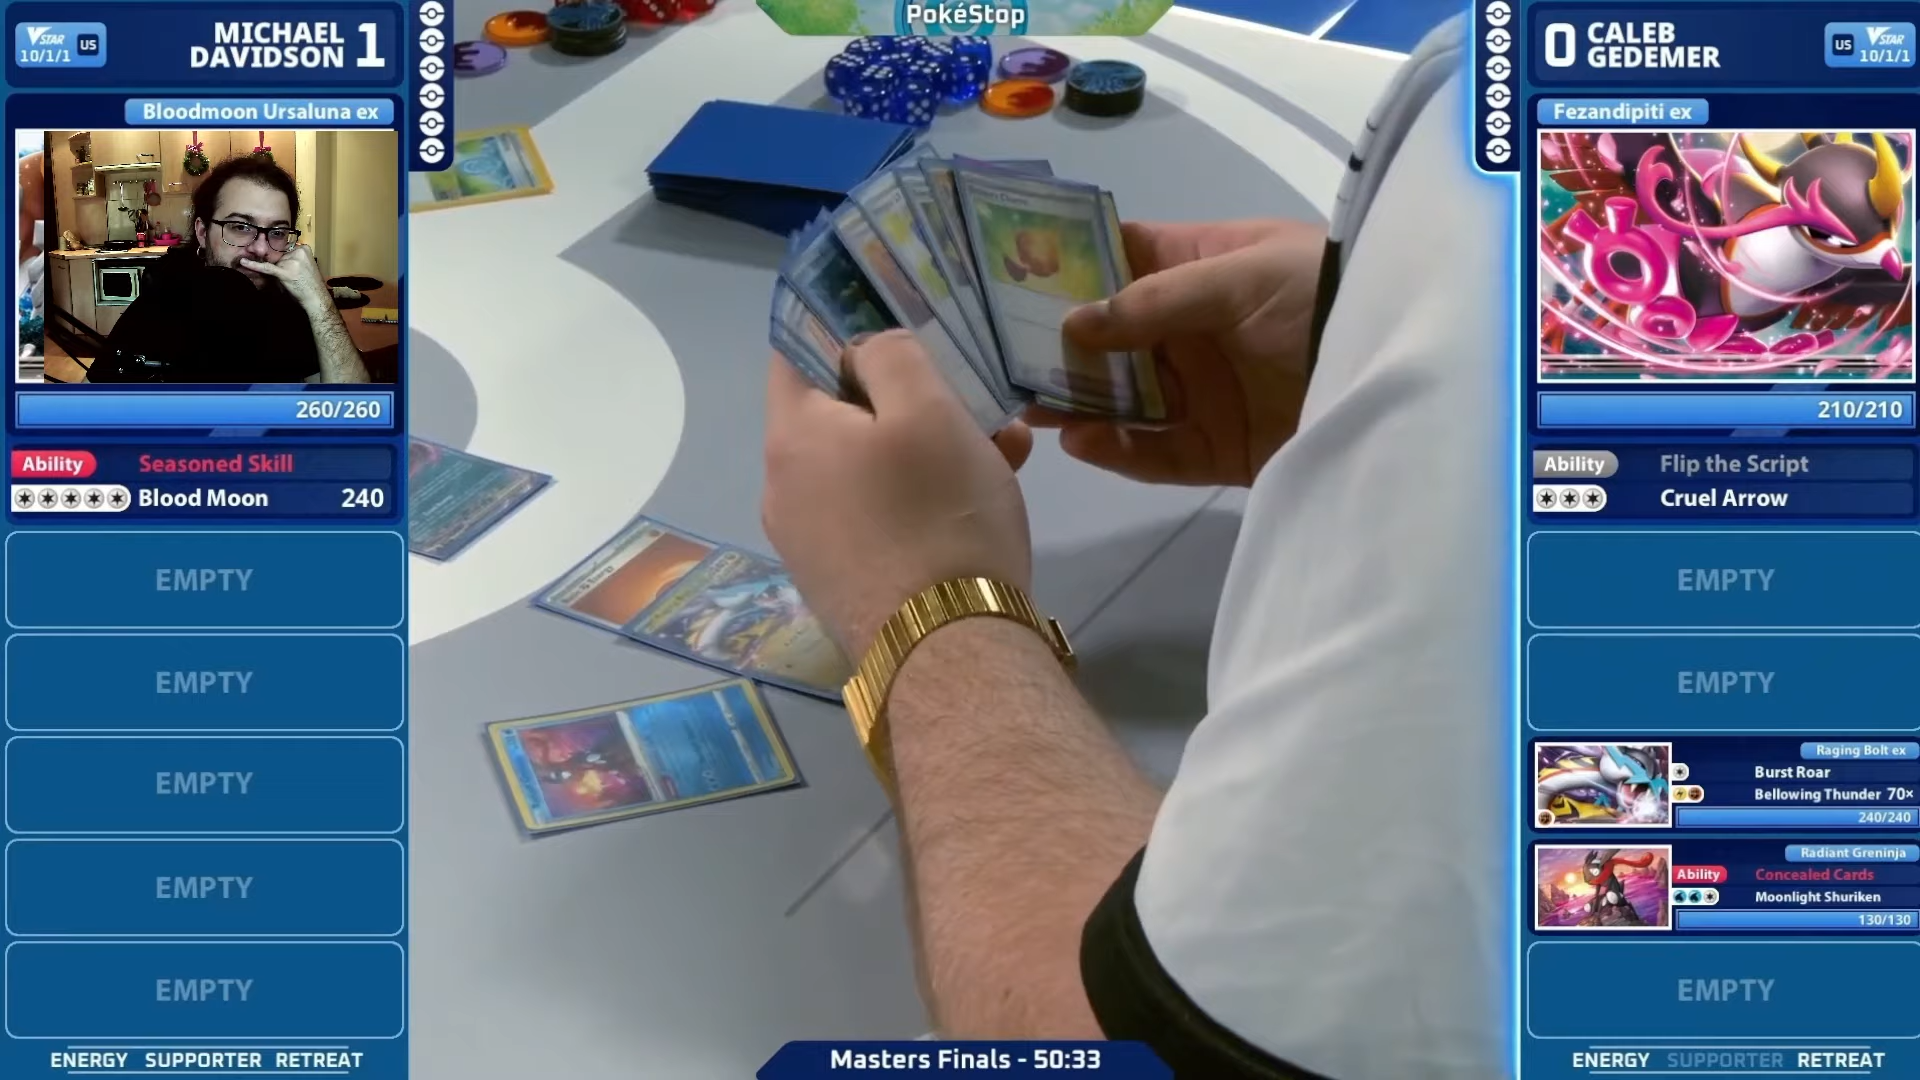 VSTAR
10/1/1
US
MICHAEL
DAVIDSON
1
Bloodmoon Ursaluna ex
260/260
Ability Seasoned Skill
Blood Moon 240
EMPTY
EMPTY
EMPTY
EMPTY
EMPTY
ENERGY SUPPORTER RETREAT
PokéStop
Energy
Masters Finals - 50:33
0
CALEB
GEDEMER
US
VSTAR
10/1/1
Fezandipiti ex
210/210
Ability Flip the Script
Cruel Arrow
EMPTY
EMPTY
Raging Bolt ex
Burst Roar
Bellowing Thunder 70×
240/240
Radiant Greninja
Ability Concealed Cards
Moonlight Shuriken
130/130
EMPTY
ENERGY SUPPORTER RETREAT